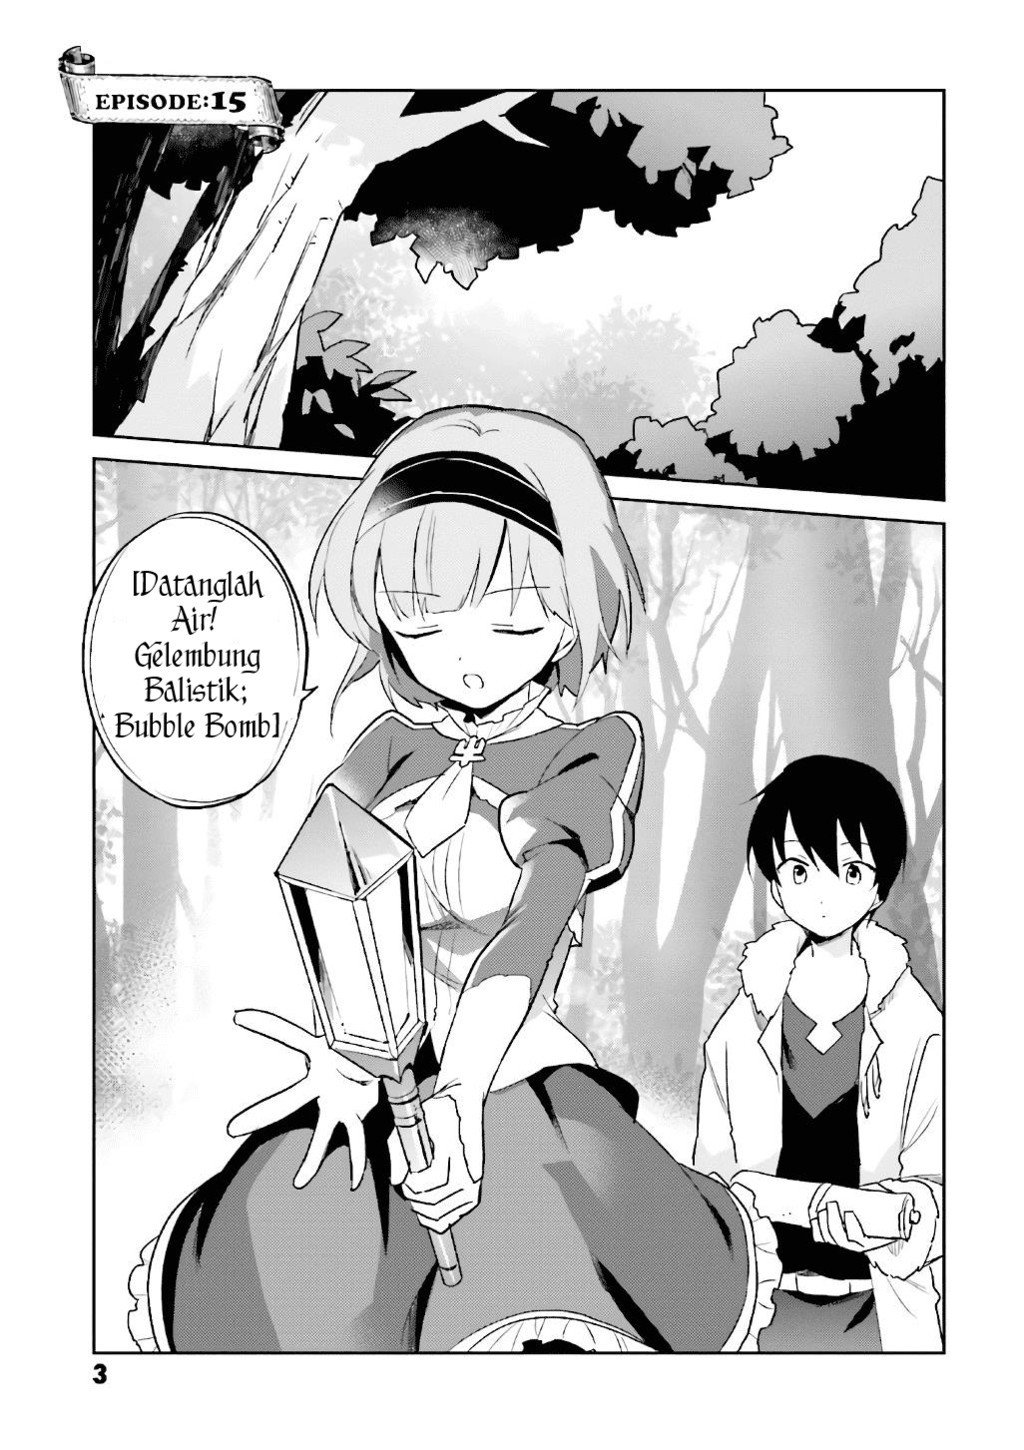 EPISODE:15
[Datanglah
Air!
Gelembung
Balistik;
Bubble Bomb]
3